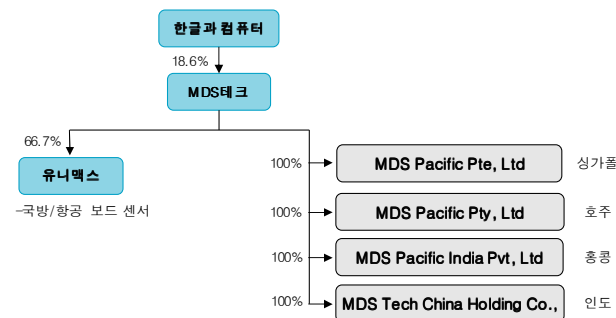 한글과컴퓨터
18.6%
MDS테크
66.7%
유니맥스
-국방/항공 보드 센서
100% MDS Pacific Pte, Ltd 싱가폴
100% MDS Pacific Pty, Ltd 호주
100% MDS Pacific India Pvt, Ltd 홍콩
100% MDS Tech China Holding Co., 인도